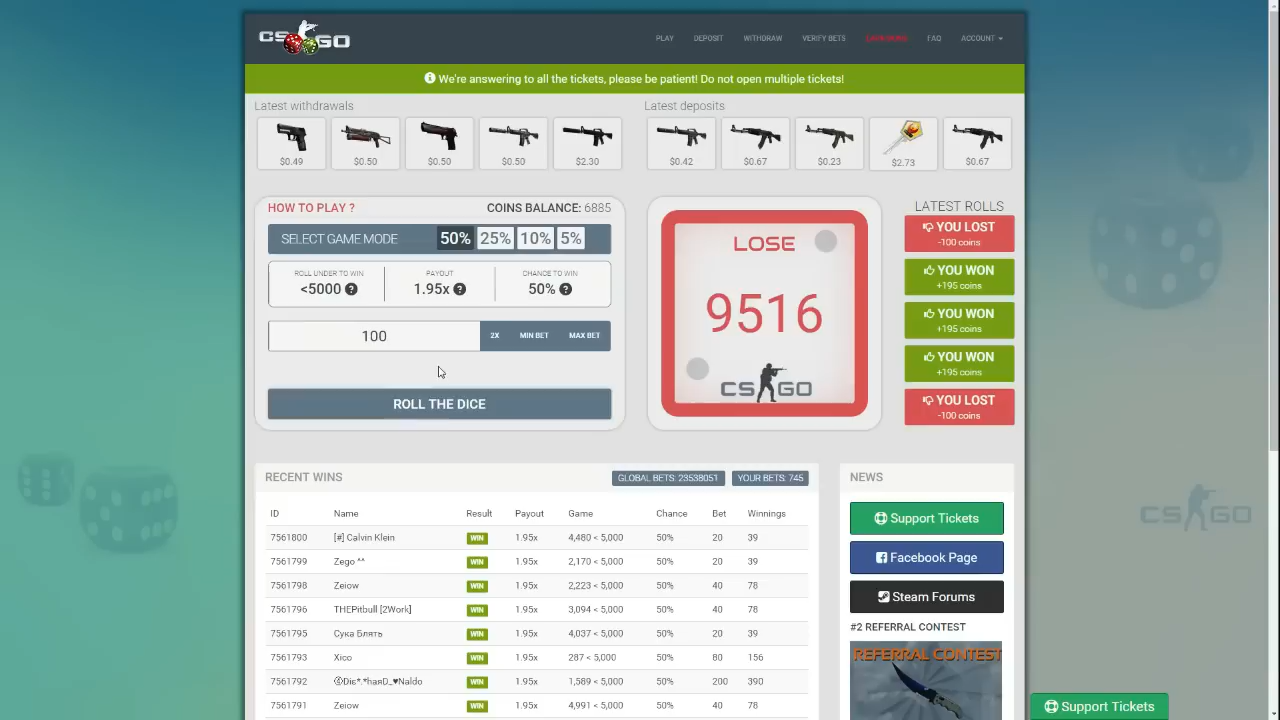 CS GO
PLAY
DEPOSIT
WITHDRAW
VERIFY BETS
FAQ
ACCOUNT
We're answering to all the tickets, please be patient! Do not open multiple tickets!
Latest withdrawals
$0.49
$0.50
$0.50
$0.50
$2.30
Latest deposits
$0.42
$0.67
$0.23
$2.73
$0.67
HOW TO PLAY ?
COINS BALANCE: 6885
SELECT GAME MODE
50%
25%
10%
5%
ROLL UNDER TO WIN
<5000
PAYOUT
1.95x
CHANCE TO WIN
50%
100
2X
MIN BET
MAX BET
ROLL THE DICE
LOSE
9516
CS GO
LATEST ROLLS
YOU LOST
-100 coins
YOU WON
+195 coins
YOU WON
+195 coins
YOU WON
+195 coins
YOU LOST
-100 coins
RECENT WINS
GLOBAL BETS: 23538051
YOUR BETS: 745
ID Name Result Payout Game Chance Bet Winnings
7561800 [#] Calvin Klein WIN 1.95x 4,480 < 5,000 50% 20 39
7561799 Zego ^^ WIN 1.95x 2,170 < 5,000 50% 20 39
7561798 Zeiow WIN 1.95x 2,223 < 5,000 50% 40 78
7561796 THEPitbull [2Work] WIN 1.95x 3,094 < 5,000 50% 40 78
7561795 Сука Блять WIN 1.95x 4,037 < 5,000 50% 20 39
7561793 Xico WIN 1.95x 287 < 5,000 50% 80 156
7561792 WIN 1.95x 1,589 < 5,000 50% 200 390
7561791 Zeiow WIN 1.95x 4,991 < 5,000 50% 40 78
NEWS
Support Tickets
Facebook Page
Steam Forums
#2 REFERRAL CONTEST
REFERRAL CONTEST
CS GO
Support Tickets